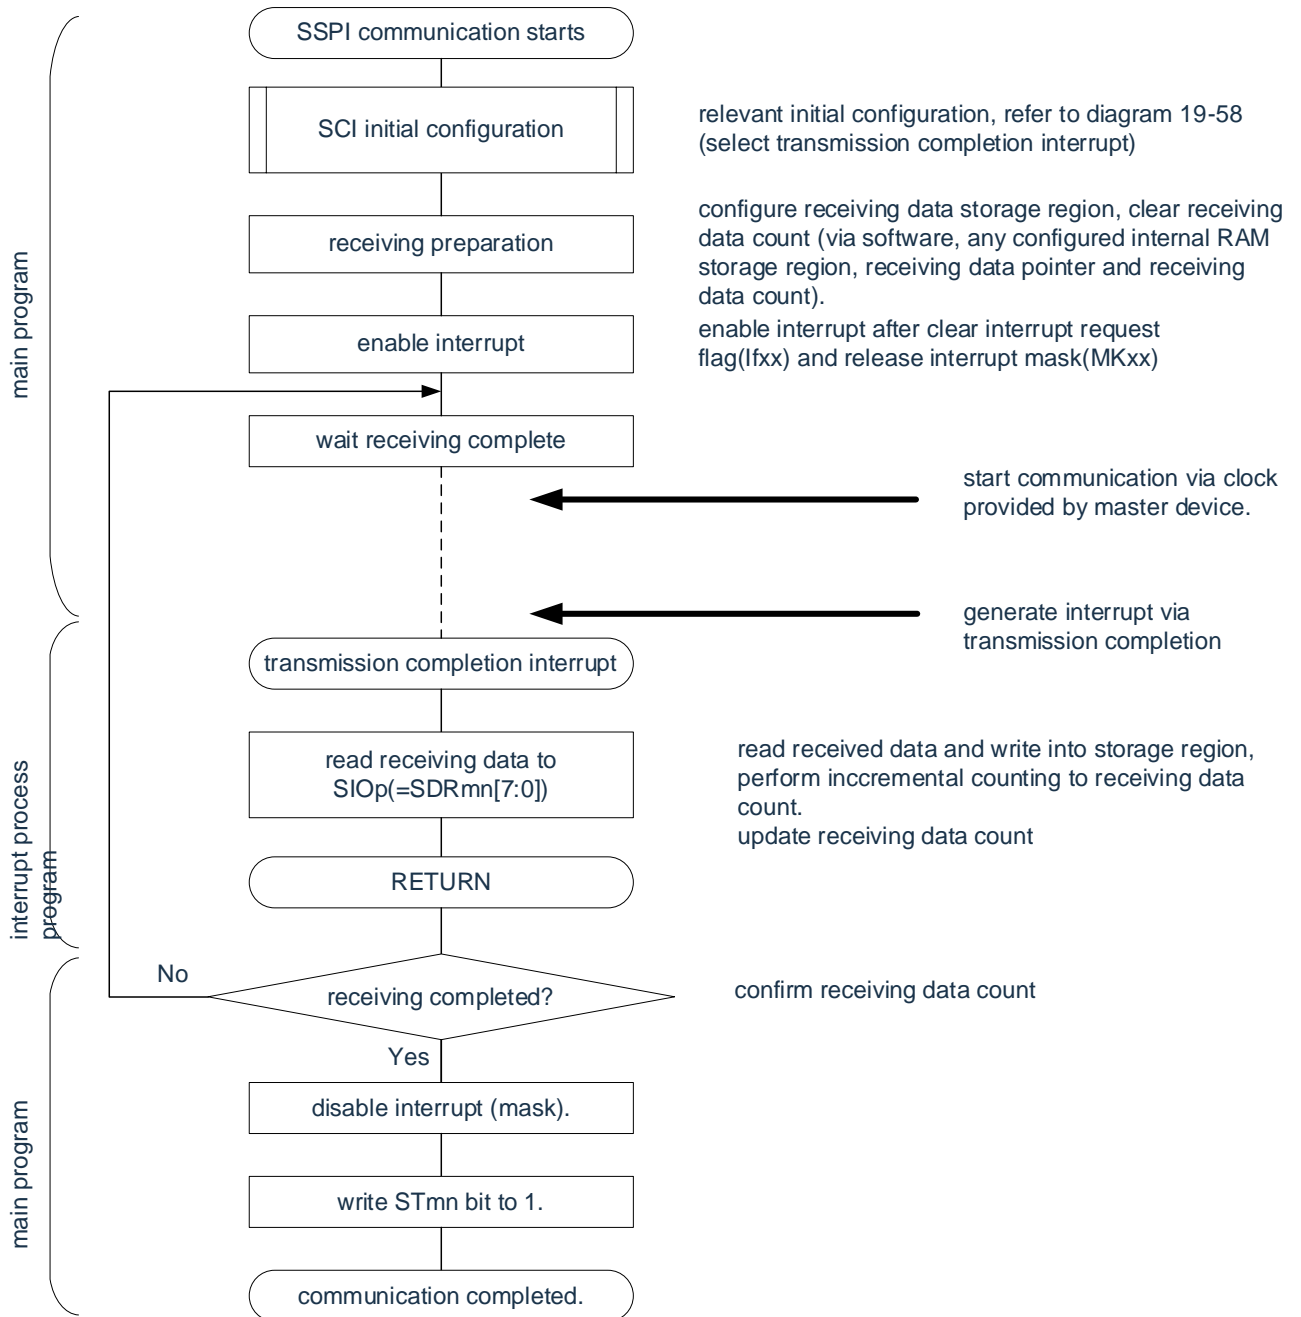 SSPI communication starts
SCI initial configuration
relevant initial configuration, refer to diagram 19-58
(select transmission completion interrupt)
receiving preparation
configure receiving data storage region, clear receiving
data count (via software, any configured internal RAM
storage region, receiving data pointer and receiving
data count).
enable interrupt
enable interrupt after clear interrupt request
flag(Ifxx) and release interrupt mask(MKxx)
main program
wait receiving complete
start communication via clock
provided by master device.
generate interrupt via
transmission completion
transmission completion interrupt
read receiving data to
SIOp(=SDRmn[7:0])
read received data and write into storage region,
perform inccremental counting to receiving data
count.
update receiving data count
interrupt process
program
RETURN
No
receiving completed?
confirm receiving data count
Yes
disable interrupt (mask).
main program
write STmn bit to 1.
communication completed.